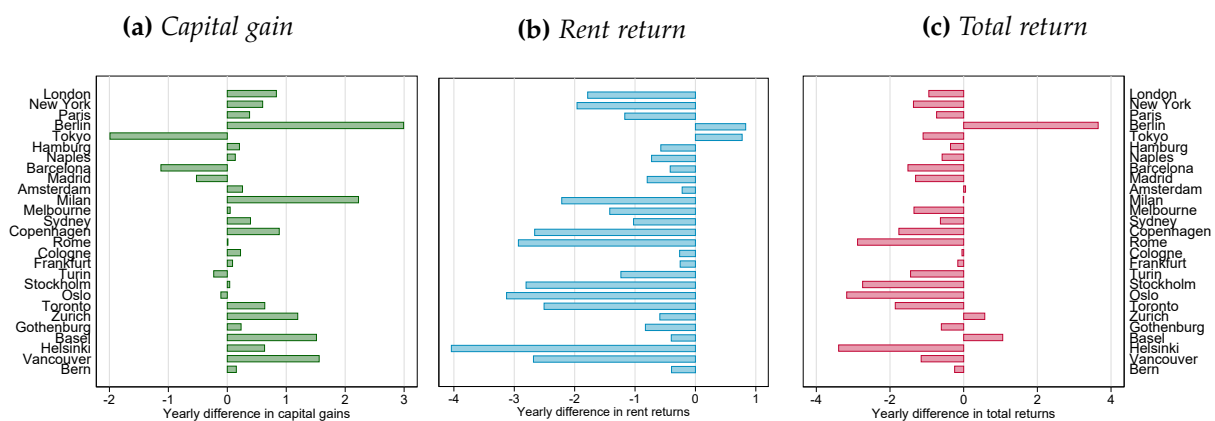 (a) Capital gain
(b) Rent return
(c) Total return
London
New York
Paris
Berlin
Tokyo
Hamburg
Naples
Barcelona
Madrid
Amsterdam
Milan
Melbourne
Sydney
Copenhagen
Rome
Cologne
Frankfurt
Turin
Stockholm
Oslo
Toronto
Zurich
Gothenburg
Basel
Helsinki
Vancouver
Bern
-2 -1 0 1 2 3
Yearly difference in capital gains
-4 -3 -2 -1 0 1
Yearly difference in rent returns
London
New York
Paris
Berlin
Tokyo
Hamburg
Naples
Barcelona
Madrid
Amsterdam
Milan
Melbourne
Sydney
Copenhagen
Rome
Cologne
Frankfurt
Turin
Stockholm
Oslo
Toronto
Zurich
Gothenburg
Basel
Helsinki
Vancouver
Bern
-4 -2 0 2 4
Yearly difference in total returns